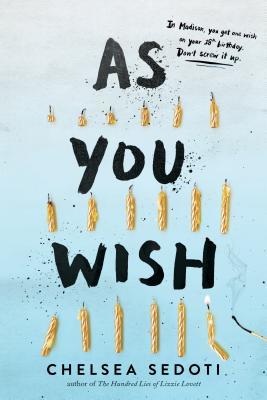 In Madison, you get one wish
on your 18th birthday.
Don't screw it up.
AS
YOU
WISH
CHELSEA SEDOTI
author of The Hundred Lies of Lizzie Lovett